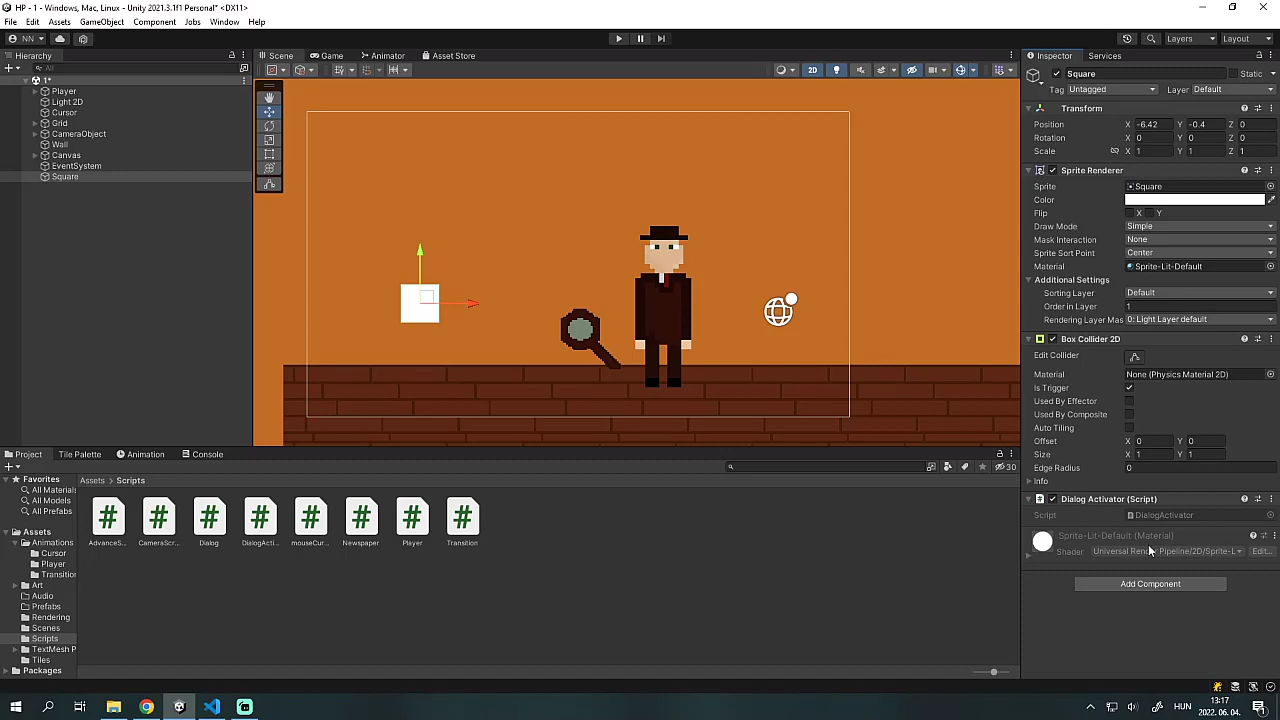 HP - 1 - Windows, Mac, Linux - Unity 2021.3.1f1 Personal* <DX11>
File Edit Assets GameObject Component Jobs Window Help
NN Layers Layout
Hierarchy
All
1*
Player
Light 2D
Cursor
Grid
CameraObject
Wall
Canvas
EventSystem
Square
Scene Game Animator Asset Store
2D
Inspector Services
Square Static
Tag Untagged Layer Default
Transform
Position X -6.42 Y -0.4 Z 0
Rotation X 0 Y 0 Z 0
Scale X 1 Y 1 Z 1
Sprite Renderer
Sprite Square
Color
Flip X Y
Draw Mode Simple
Mask Interaction None
Sprite Sort Point Center
Material Sprite-Lit-Default
Additional Settings
Sorting Layer Default
Order in Layer 1
Rendering Layer Mas 0: Light Layer default
Box Collider 2D
Edit Collider
Material None (Physics Material 2D)
Is Trigger
Used By Effector
Used By Composite
Auto Tiling
Offset X 0 Y 0
Size X 1 Y 1
Edge Radius 0
Info
Dialog Activator (Script)
Script DialogActivator
Sprite-Lit-Default (Material)
Shader Universal Rend Pipeline/2D/Sprite-L Edit...
Add Component
Project Tile Palette Animation Console
30
Favorites
All Materials
All Models
All Prefabs
Assets
Animations
Cursor
Player
Transition
Art
Audio
Prefabs
Rendering
Scenes
Scripts
TextMesh P
Tiles
Packages
Assets > Scripts
AdvanceS... CameraScr... Dialog DialogActi... mouseCur... Newspaper Player Transition
HUN
13:17
2022. 06. 04.